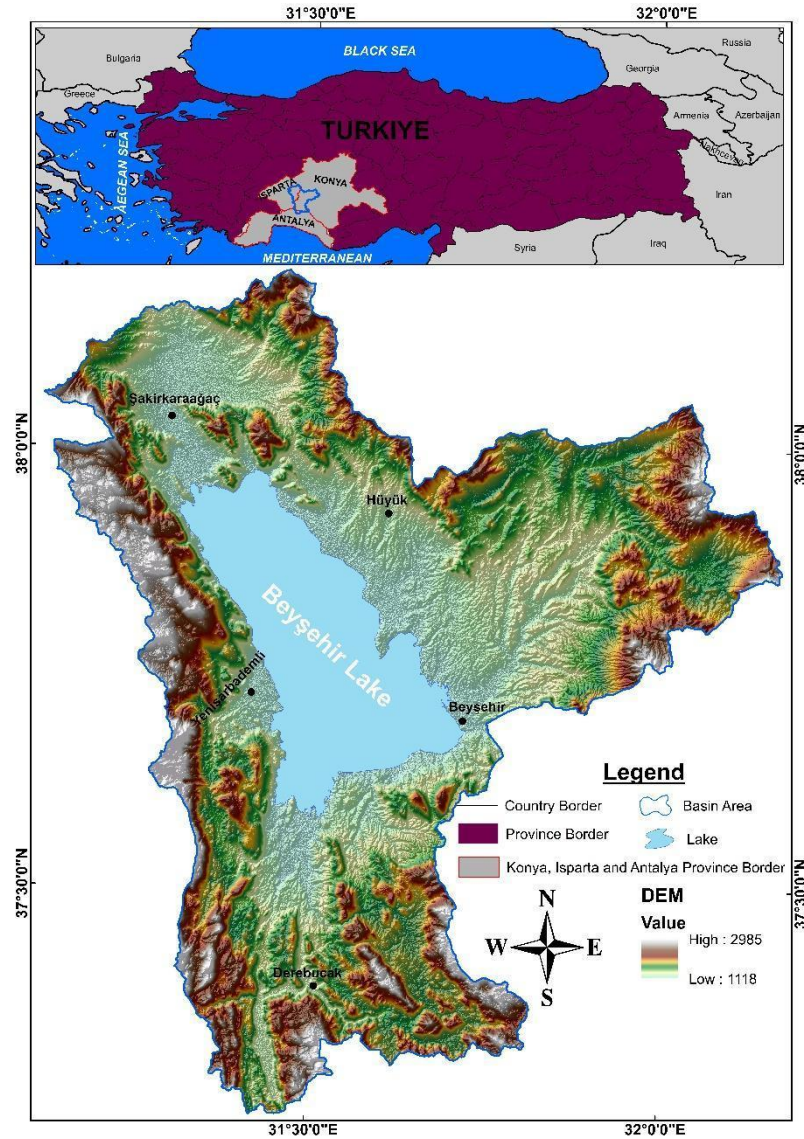 31°30'0"E
32°0'0"E
BLACK SEA
Bulgaria
Russia
Georgia
Greece
Armenia
Azerbaijan
TURKIYE
AEGEAN SEA
ISPARTA
KONYA
Iran
ANTALYA
MEDITERRANEAN
Syria
Iraq
Şakirkaraağaç
38°0'0"N
38°0'0"N
Hüyük
Beyşehir Lake
Yenişarbademli
Beyşehir
Legend
Country Border
Basin Area
Province Border
Lake
Konya, Isparta and Antalya Province Border
37°30'0"N
37°30'0"N
DEM
Value
High : 2985
Low : 1118
N
W
E
S
Derebucak
31°30'0"E
32°0'0"E